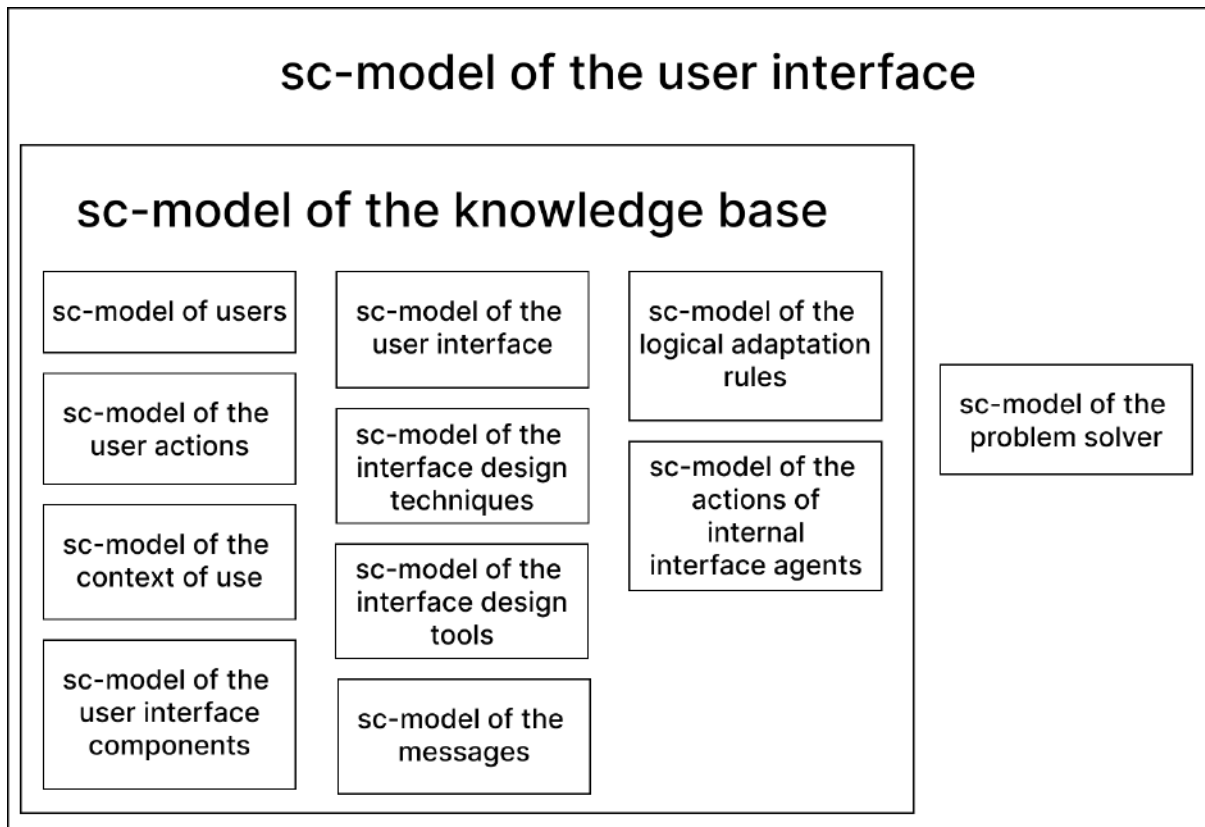 sc-model of the user interface
sc-model of the knowledge base
sc-model of users
sc-model of the
user actions
sc-model of the
context of use
sc-model of the
user interface
components
sc-model of the
user interface
sc-model of the
interface design
techniques
sc-model of the
interface design
tools
sc-model of the
messages
sc-model of the
logical adaptation
rules
sc-model of the
actions of
internal
interface agents
sc-model of the
problem solver